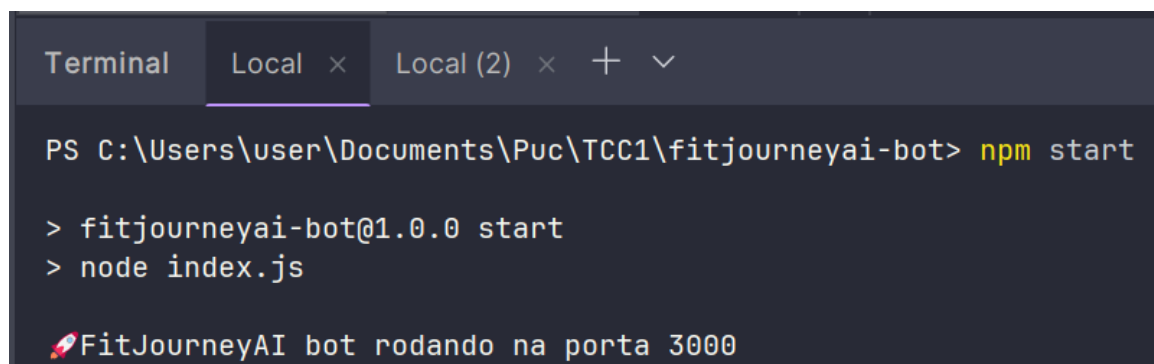 Terminal Local × Local (2) × + ⌄
PS C:\Users\user\Documents\Puc\TCC1\fitjourneyai-bot> npm start
> fitjourneyai-bot@1.0.0 start
> node index.js
🚀FitJourneyAI bot rodando na porta 3000